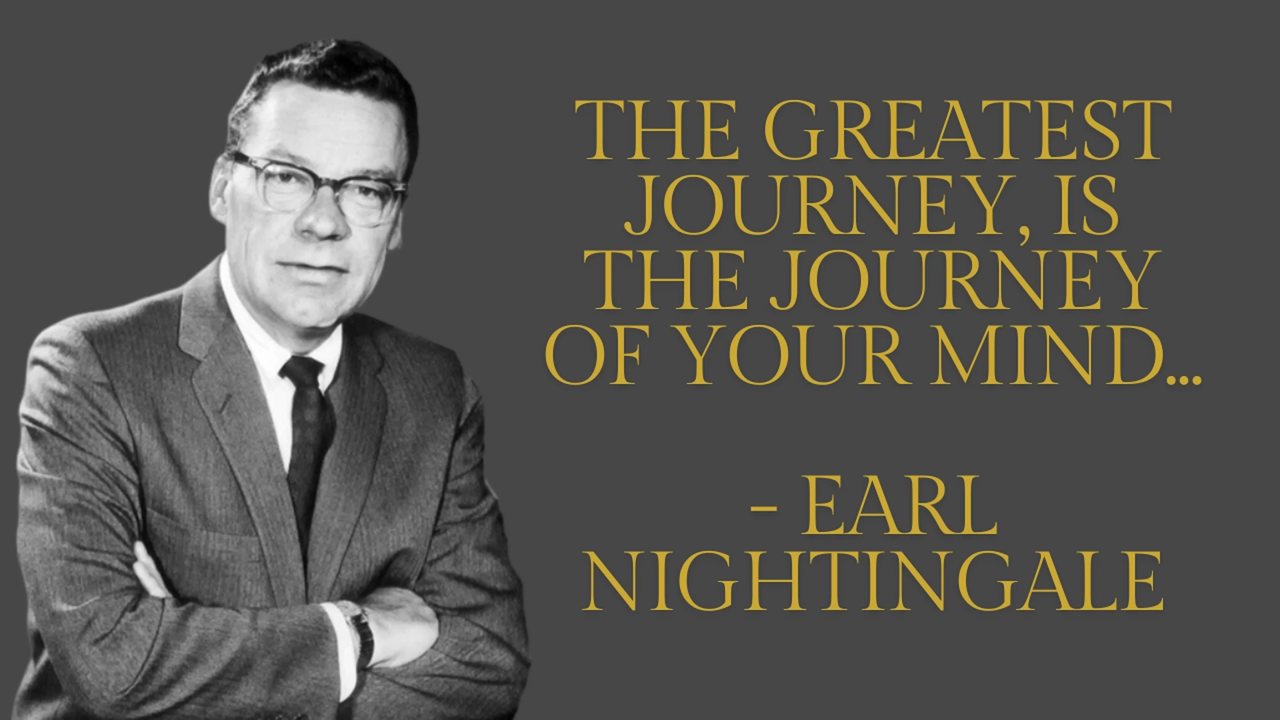 THE GREATEST
JOURNEY, IS
THE JOURNEY
OF YOUR MIND...
- EARL
NIGHTINGALE